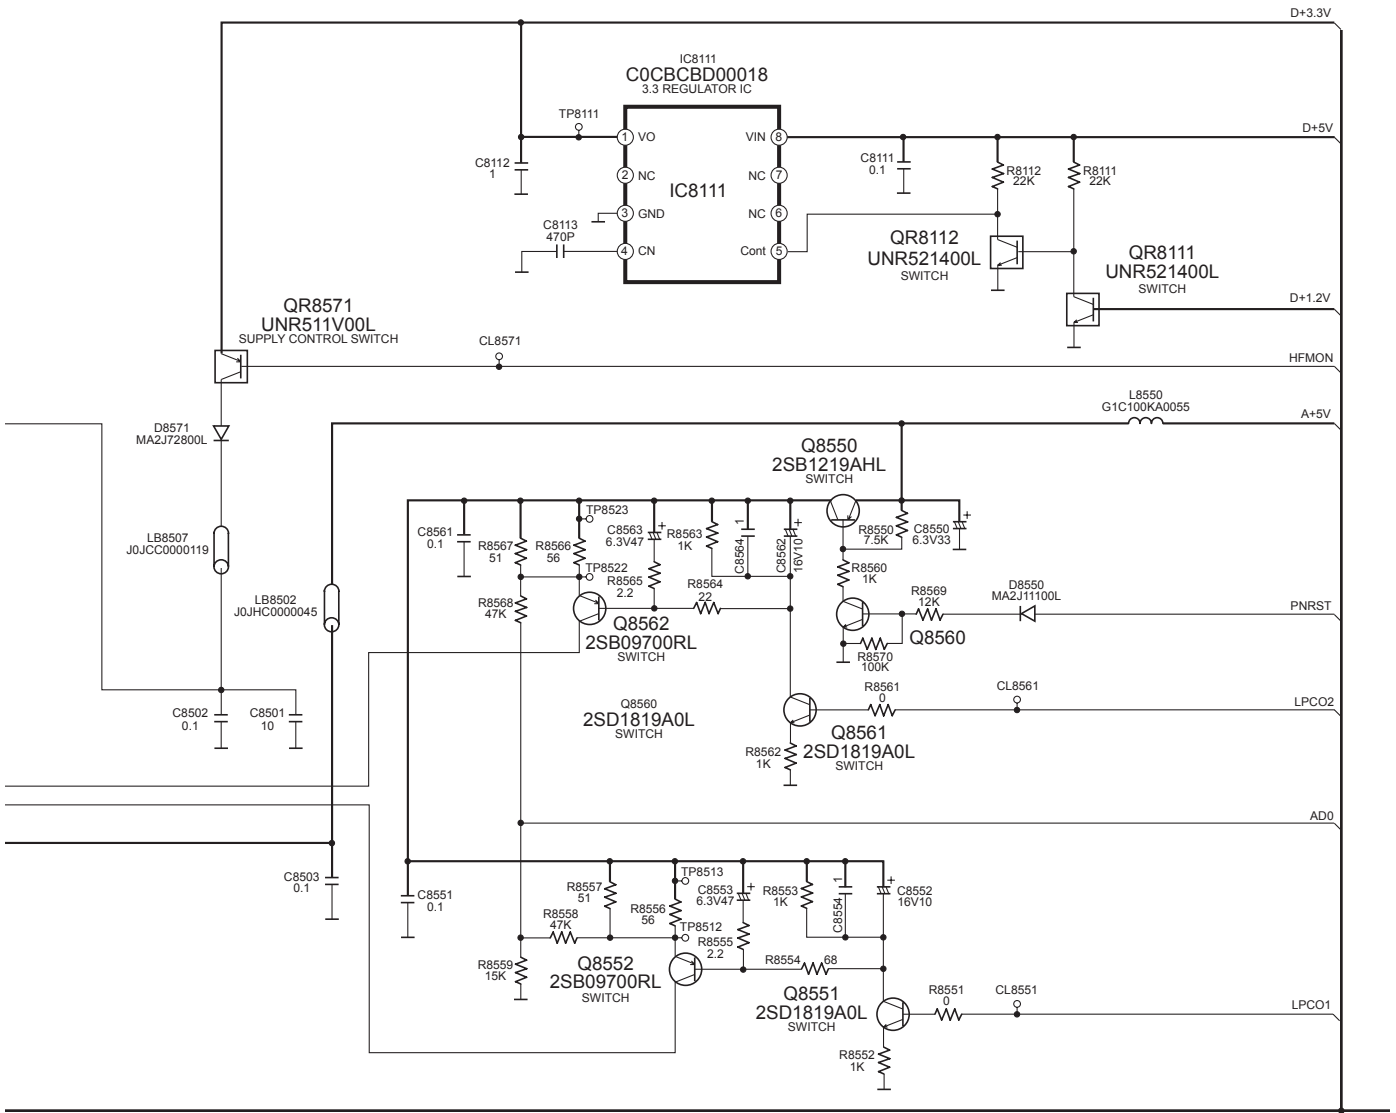 D+3.3V
IC8111
C0CBCBD00018
3.3 REGULATOR IC
TP8111
1 VO
VIN 8
D+5V
C8112
1
C8111
0.1
R8112
22K
R8111
22K
2 NC
NC 7
IC8111
3 GND
NC 6
C8113
470P
4 CN
Cont 5
QR8112
UNR521400L
SWITCH
QR8111
UNR521400L
SWITCH
D+1.2V
QR8571
UNR511V00L
SUPPLY CONTROL SWITCH
CL8571
HFMON
L8550
G1C100KA0055
A+5V
D8571
MA2J72800L
Q8550
2SB1219AHL
SWITCH
LB8507
J0JCC0000119
C8561
0.1
R8567
51
R8566
56
TP8523
C8563
6.3V47
R8563
1K
C8564
1
C8562
16V10
R8550
7.5K
C8550
6.3V33
TP8522
R8565
2.2
R8564
22
R8560
1K
R8569
12K
D8550
MA2J11100L
PNRST
LB8502
J0JHC0000045
R8568
47K
Q8562
2SB09700RL
SWITCH
Q8560
R8570
100K
C8502
0.1
C8501
10
Q8560
2SD1819A0L
SWITCH
R8561
0
CL8561
LPCO2
Q8561
2SD1819A0L
SWITCH
R8562
1K
AD0
C8503
0.1
C8551
0.1
R8557
51
TP8513
R8556
56
C8553
6.3V47
R8553
1K
C8554
1
C8552
16V10
R8558
47K
TP8512
R8555
2.2
R8554
68
R8559
15K
Q8552
2SB09700RL
SWITCH
Q8551
2SD1819A0L
SWITCH
R8551
0
CL8551
LPCO1
R8552
1K